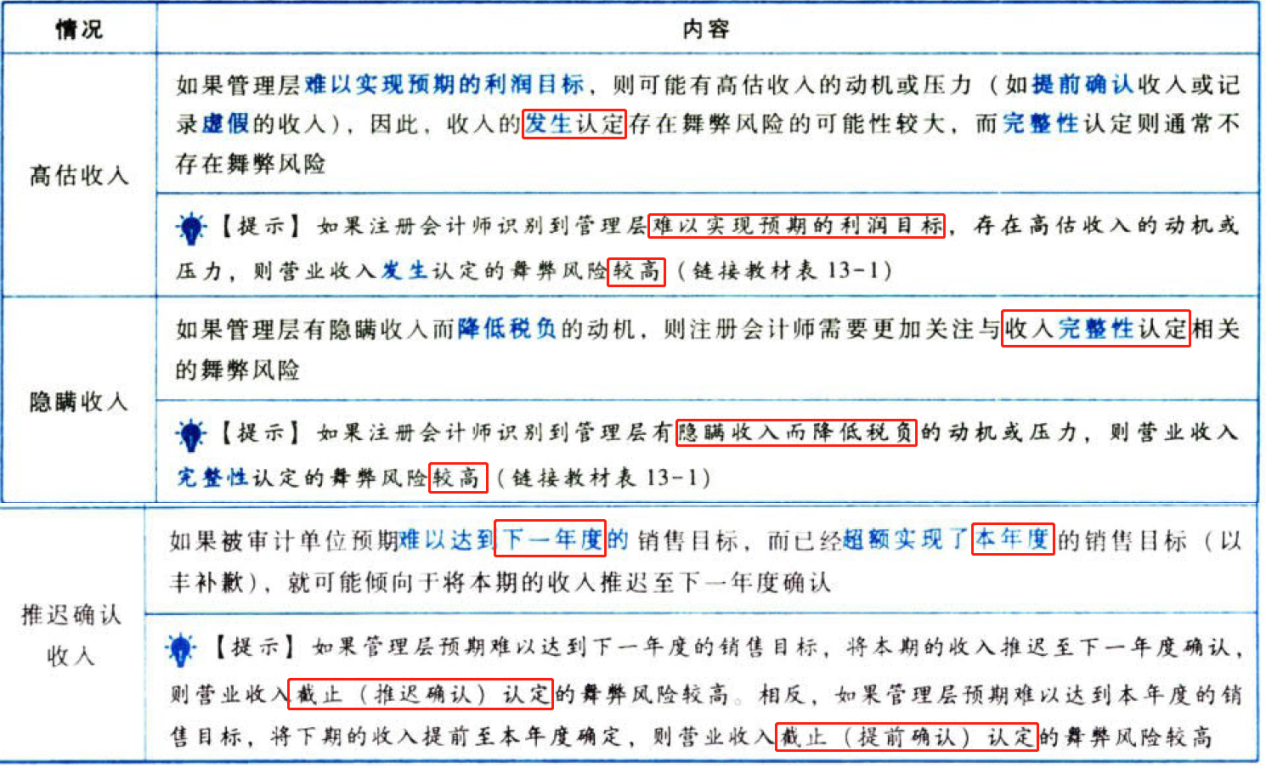 情况
内容
高估收入
如果管理层难以实现预期的利润目标，则可能有高估收入的动机或压力（如提前确认收入或记
录虚假的收入），因此，收入的发生认定存在舞弊风险的可能性较大，而完整性认定则通常不
存在舞弊风险
【提示】如果注册会计师识别到管理层难以实现预期的利润目标，存在高估收入的动机或
压力，则营业收入发生认定的舞弊风险较高（链接教材表 13-1）
隐瞒收入
如果管理层有隐瞒收入而降低税负的动机，则注册会计师需要更加关注与收入完整性认定相关
的舞弊风险
【提示】如果注册会计师识别到管理层有隐瞒收入而降低税负的动机或压力，则营业收入
完整性认定的舞弊风险较高（链接教材表 13-1）
推迟确认
收入
如果被审计单位预期难以达到下一年度的销售目标，而已经超额实现了本年度的销售目标（以
丰补歉），就可能倾向于将本期的收入推迟至下一年度确认
【提示】如果管理层预期难以达到下一年度的销售目标，将本期的收入推迟至下一年度确认，
则营业收入截止（推迟确认）认定的舞弊风险较高。相反，如果管理层预期难以达到本年度的销
售目标，将下期的收入提前至本年度确定，则营业收入截止（提前确认）认定的舞弊风险较高